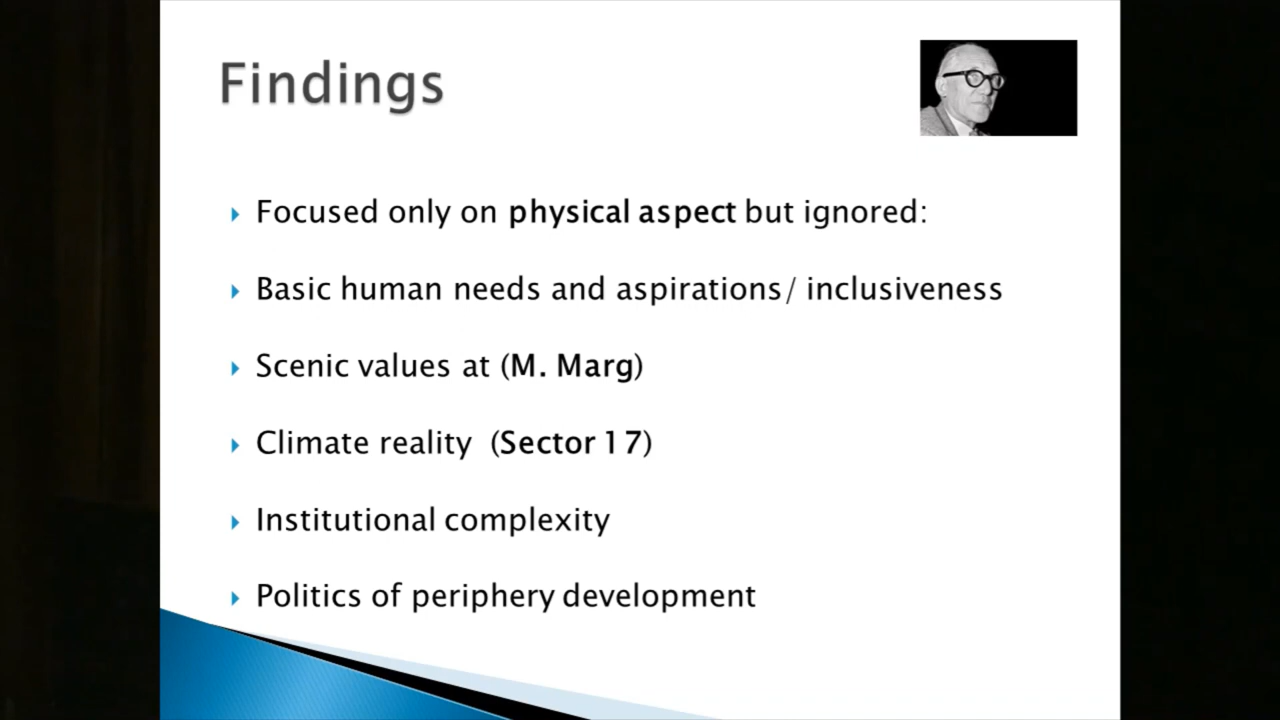 Findings
Focused only on physical aspect but ignored:
Basic human needs and aspirations/ inclusiveness
Scenic values at (M. Marg)
Climate reality (Sector 17)
Institutional complexity
Politics of periphery development